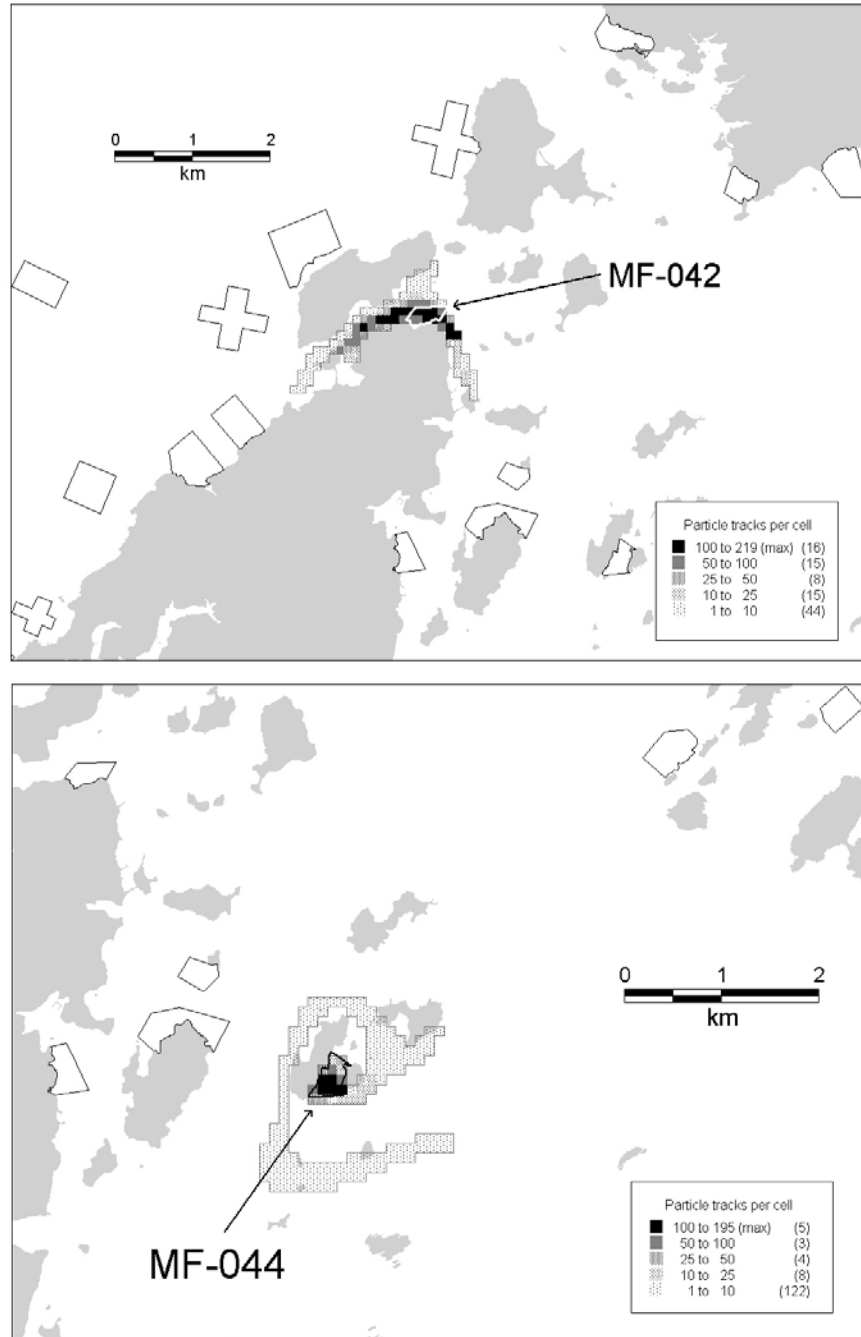 0 1 2
km
MF-042
Particle tracks per cell
100 to 219 (max) (16)
50 to 100 (15)
25 to 50 (8)
10 to 25 (15)
1 to 10 (44)
0 1 2
km
MF-044
Particle tracks per cell
100 to 195 (max) (5)
50 to 100 (3)
25 to 50 (4)
10 to 25 (8)
1 to 10 (122)